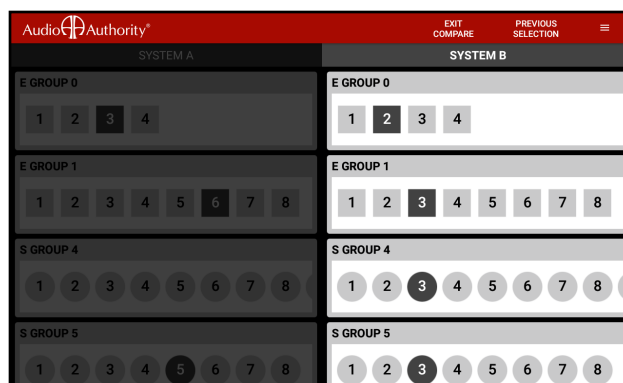 Audio Authority®
EXIT COMPARE
PREVIOUS SELECTION
SYSTEM A
SYSTEM B
E GROUP 0
1 2 3 4
E GROUP 1
1 2 3 4 5 6 7 8
S GROUP 4
1 2 3 4 5 6 7 8
S GROUP 5
1 2 3 4 5 6 7 8
E GROUP 0
1 2 3 4
E GROUP 1
1 2 3 4 5 6 7 8
S GROUP 4
1 2 3 4 5 6 7 8
S GROUP 5
1 2 3 4 5 6 7 8